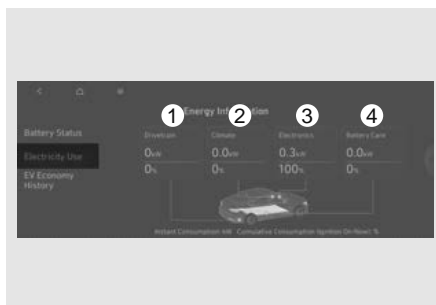 1 2 3 4
Energy Information
Battery Status
Electricity Use
EV Economy
History
Drivetrain Climate Electronics Battery Care
0kW 0.0kW 0.3kW 0.0kW
0% 0% 100% 0%
Instant Consumption: kW Cumulative Consumption (Ignition On~Now): %